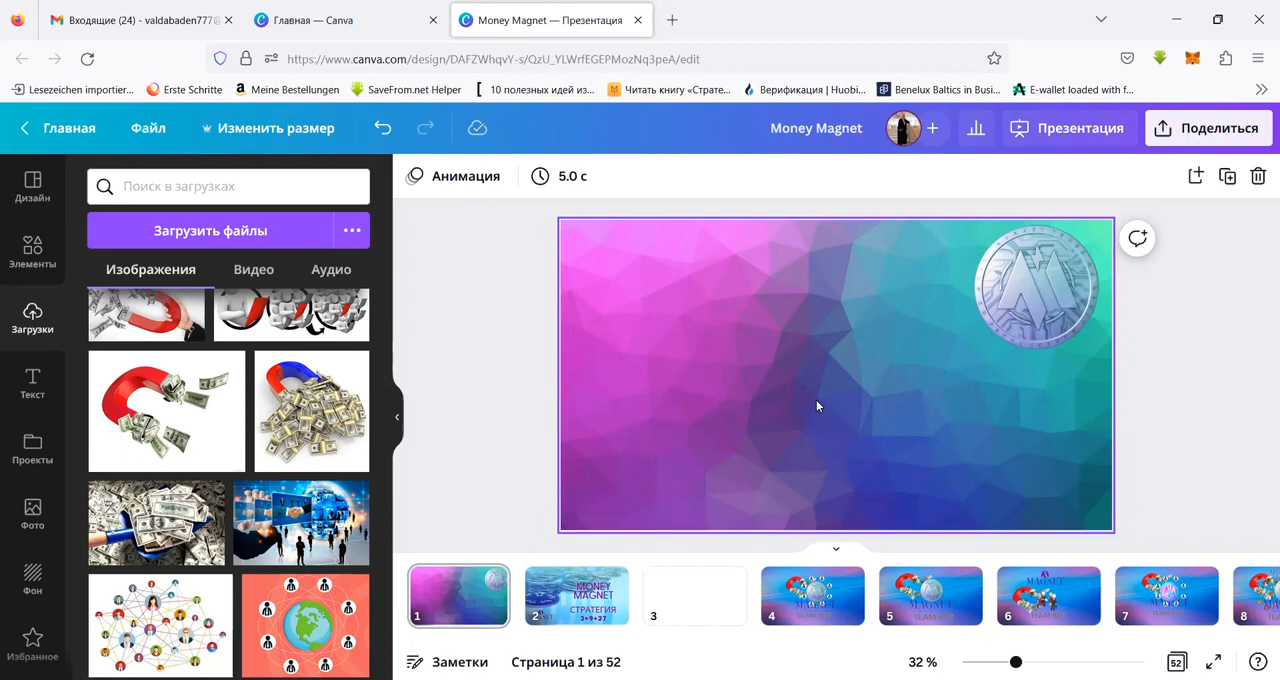 Входящие (24) - valdabaden777@
Главная — Canva
Money Magnet — Презентация
https://www.canva.com/design/DAFZWhqvY-s/QzU_YLWrfEGEPMozNq3peA/edit
Lesezeichen importier...
Erste Schritte
Meine Bestellungen
SaveFrom.net Helper
10 полезных идей из...
Читать книгу «Страте...
Верификация | Huobi...
Benelux Baltics in Busi...
E-wallet loaded with f...
Главная
Файл
Изменить размер
Money Magnet
Презентация
Поделиться
Дизайн
Элементы
Загрузки
Текст
Проекты
Фото
Фон
Избранное
Поиск в загрузках
Загрузить файлы
Изображения
Видео
Аудио
Анимация
5.0 с
1
2
MONEY
MAGNET
СТРАТЕГИЯ
3+9+27
3
4
5
6
7
8
Заметки
Страница 1 из 52
32 %
52